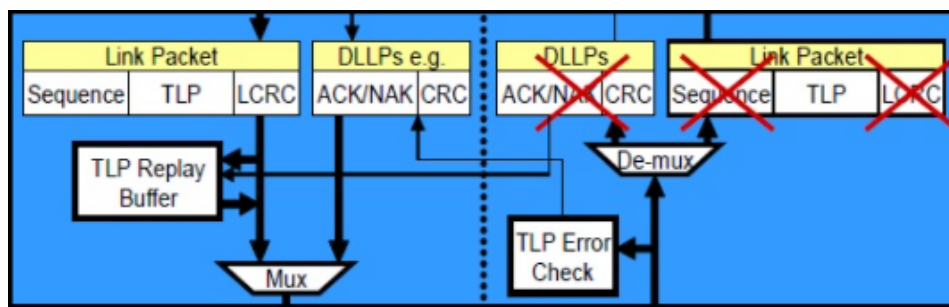 Link Packet
Sequence TLP LCRC
DLLPs e.g.
ACK/NAK CRC
DLLPs
ACK/NAK CRC
Link Packet
Sequence TLP LCRC
TLP Replay
Buffer
De-mux
TLP Error
Check
Mux